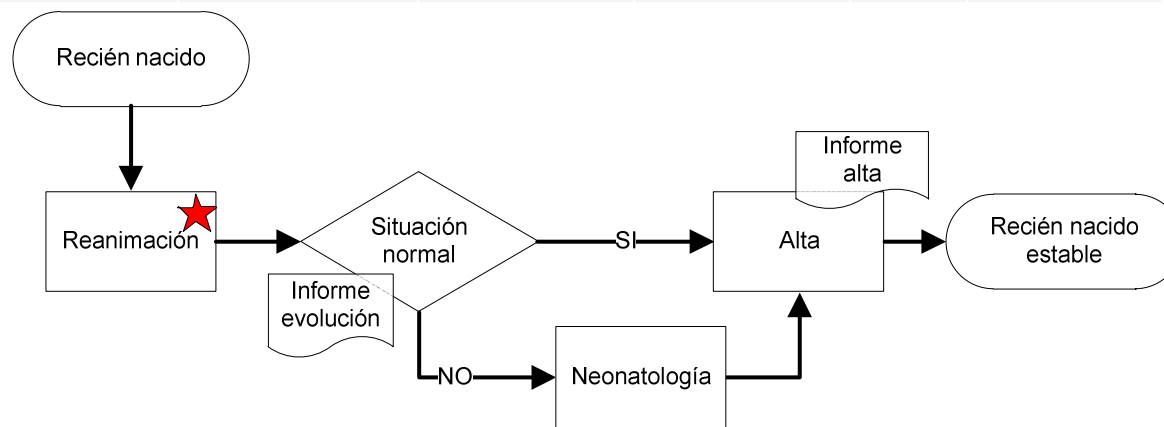 Recién nacido
Reanimación
Situación
normal
Informe
evolución
SI
NO
Neonatología
Informe
alta
Alta
Recién nacido
estable